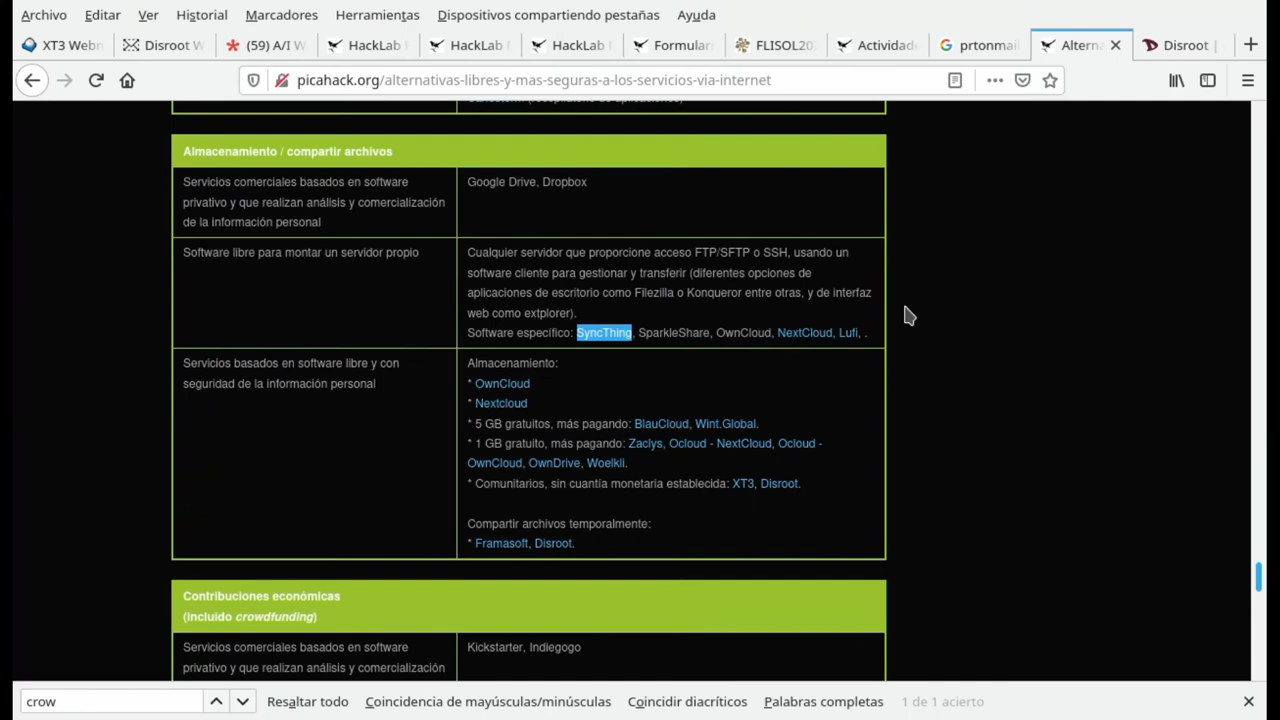 Archivo Editar Ver Historial Marcadores Herramientas Dispositivos compartiendo pestañas Ayuda
XT3 Webm Disroot W (59) A/I W HackLab HackLab HackLab Formular FLISOL20 Actividad prtonmail Altern Disroot |
picahack.org/alternativas-libres-y-mas-seguras-a-los-servicios-via-internet
Almacenamiento / compartir archivos
Servicios comerciales basados en software
privativo y que realizan análisis y comercialización
de la información personal
Google Drive, Dropbox
Software libre para montar un servidor propio
Cualquier servidor que proporcione acceso FTP/SFTP o SSH, usando un
software cliente para gestionar y transferir (diferentes opciones de
aplicaciones de escritorio como Filezilla o Konqueror entre otras, y de interfaz
web como extplorer).
Software específico: SyncThing, SparkleShare, OwnCloud, NextCloud, Lufi, .
Servicios basados en software libre y con
seguridad de la información personal
Almacenamiento:
* OwnCloud
* Nextcloud
* 5 GB gratuitos, más pagando: BlauCloud, Wint.Global.
* 1 GB gratuito, más pagando: Zaclys, Ocloud - NextCloud, Ocloud -
OwnCloud, OwnDrive, Woelkli.
* Comunitarios, sin cuantía monetaria establecida: XT3, Disroot.
Compartir archivos temporalmente:
* Framasoft, Disroot.
Contribuciones económicas
(incluido crowdfunding)
Servicios comerciales basados en software
privativo y que realizan análisis y comercialización
Kickstarter, Indiegogo
crow Resaltar todo Coincidencia de mayúsculas/minúsculas Coincidir diacríticos Palabras completas 1 de 1 acierto